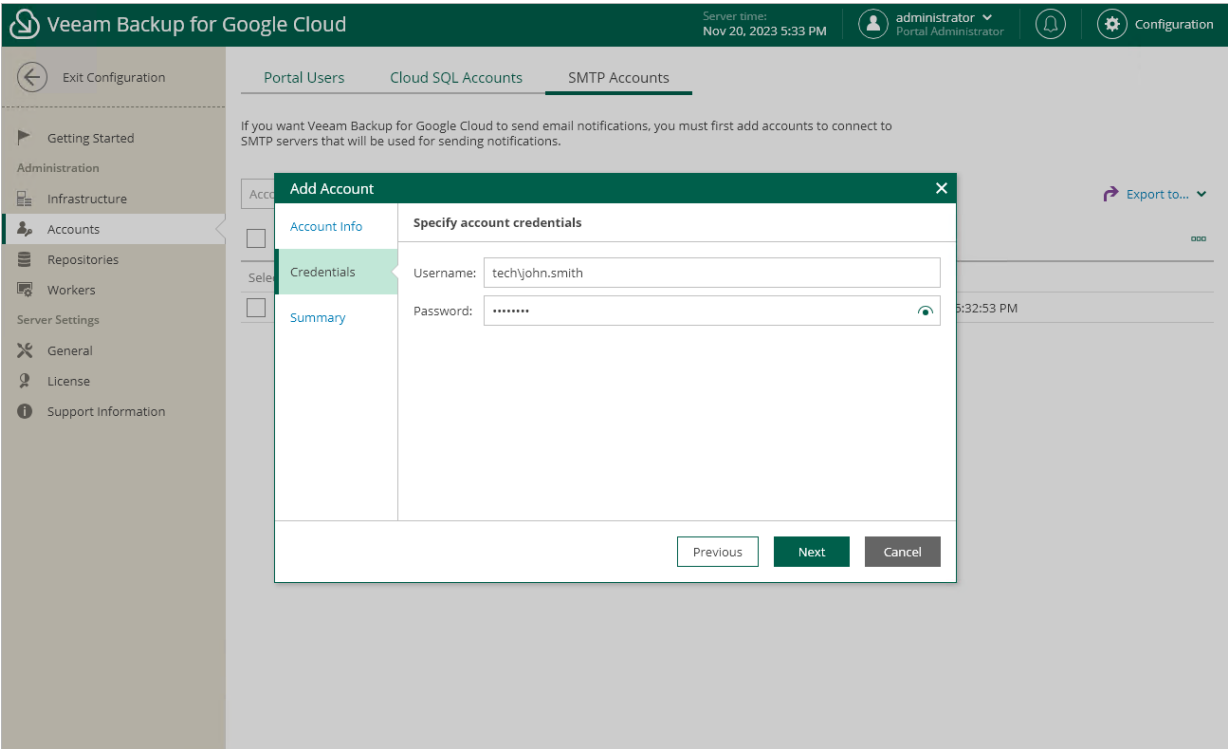 Veeam Backup for Google Cloud
Server time:
Nov 20, 2023 5:33 PM
administrator
Portal Administrator
Configuration
Exit Configuration
Portal Users
Cloud SQL Accounts
SMTP Accounts
Getting Started
Administration
Infrastructure
Accounts
Repositories
Workers
Server Settings
General
License
Support Information
If you want Veeam Backup for Google Cloud to send email notifications, you must first add accounts to connect to
SMTP servers that will be used for sending notifications.
Export to...
5:32:53 PM
Add Account
Account Info
Credentials
Summary
Specify account credentials
Username:
tech\john.smith
Password:
••••••••
Previous
Next
Cancel